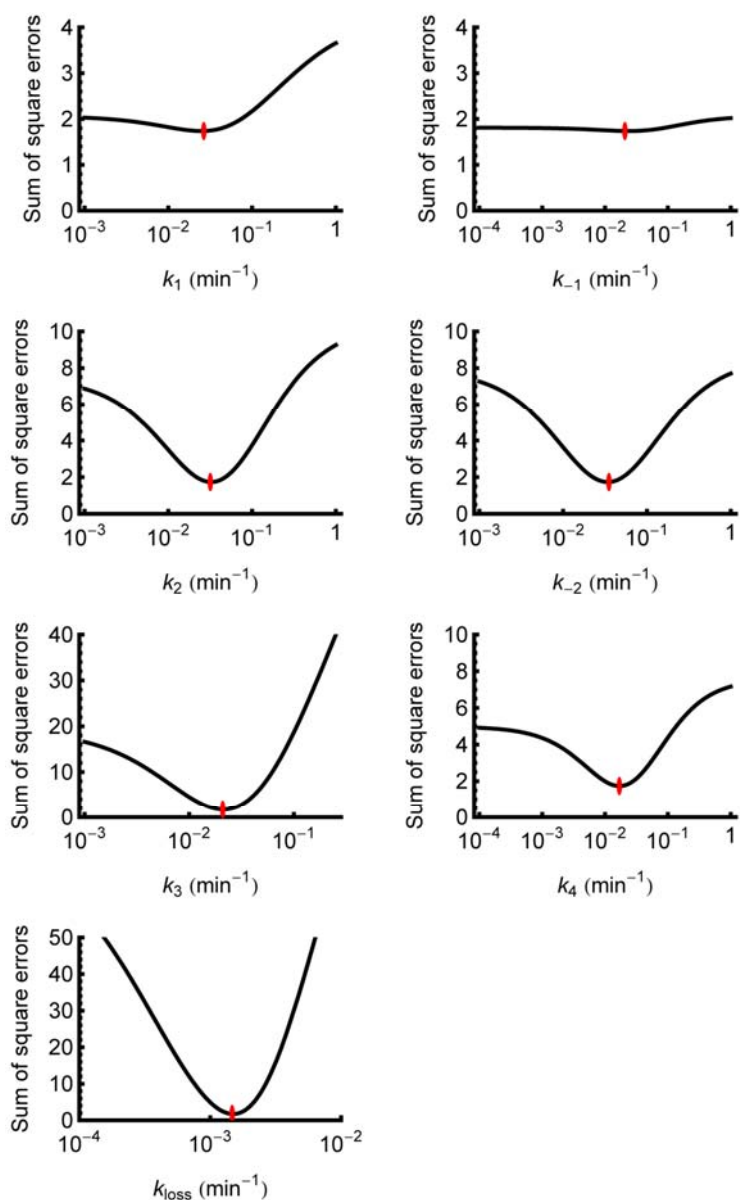 Sum of square errors
4
3
2
1
0
10⁻³ 10⁻² 10⁻¹ 1
k₁ (min⁻¹)
Sum of square errors
4
3
2
1
0
10⁻⁴ 10⁻³ 10⁻² 10⁻¹ 1
k₋₁ (min⁻¹)
Sum of square errors
10
8
6
4
2
0
10⁻³ 10⁻² 10⁻¹ 1
k₂ (min⁻¹)
Sum of square errors
10
8
6
4
2
0
10⁻³ 10⁻² 10⁻¹ 1
k₋₂ (min⁻¹)
Sum of square errors
40
30
20
10
0
10⁻³ 10⁻² 10⁻¹
k₃ (min⁻¹)
Sum of square errors
10
8
6
4
2
0
10⁻⁴ 10⁻³ 10⁻² 10⁻¹ 1
k₄ (min⁻¹)
Sum of square errors
50
40
30
20
10
0
10⁻⁴ 10⁻³ 10⁻²
k_loss (min⁻¹)